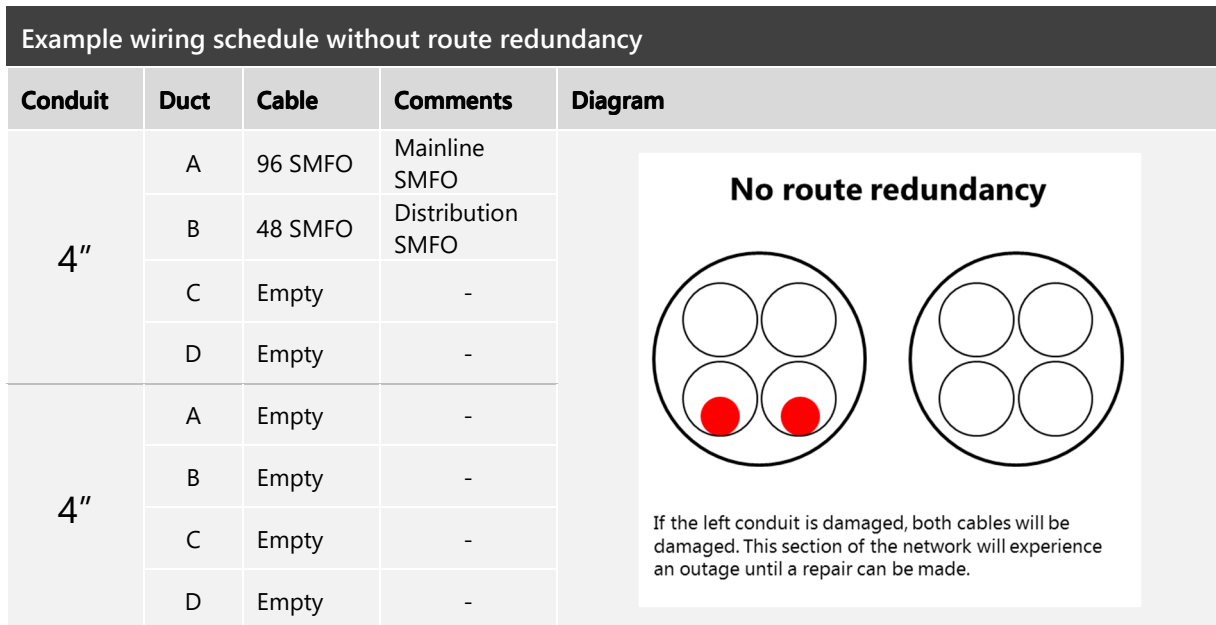 Example wiring schedule without route redundancy
Conduit Duct Cable Comments Diagram
4” A 96 SMFO Mainline
SMFO
B 48 SMFO Distribution
SMFO
C Empty -
D Empty -
4” A Empty -
B Empty -
C Empty -
D Empty -
No route redundancy
If the left conduit is damaged, both cables will be
damaged. This section of the network will experience
an outage until a repair can be made.